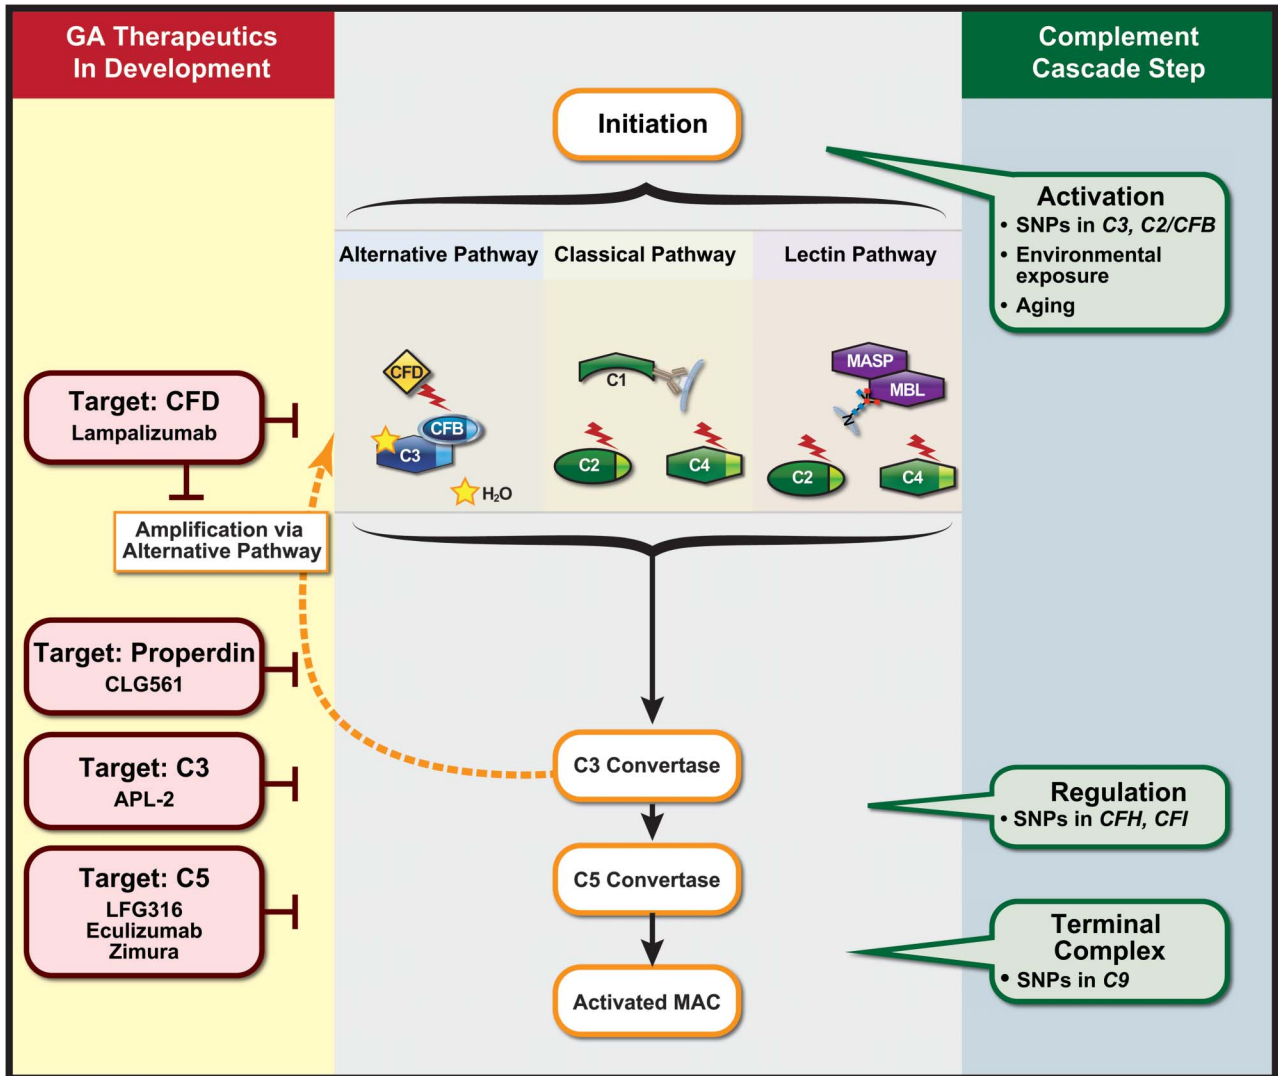 GA Therapeutics
In Development
Complement
Cascade Step
Initiation
Activation
• SNPs in C3, C2/CFB
• Environmental
exposure
• Aging
Alternative Pathway
Classical Pathway
Lectin Pathway
CFD
CFB
C3
H₂O
C1
C2
C4
MASP
MBL
C2
C4
Target: CFD
Lampalizumab
Amplification via
Alternative Pathway
Target: Properdin
CLG561
Target: C3
APL-2
Target: C5
LFG316
Eculizumab
Zimura
C3 Convertase
C5 Convertase
Activated MAC
Regulation
• SNPs in CFH, CFI
Terminal
Complex
• SNPs in C9